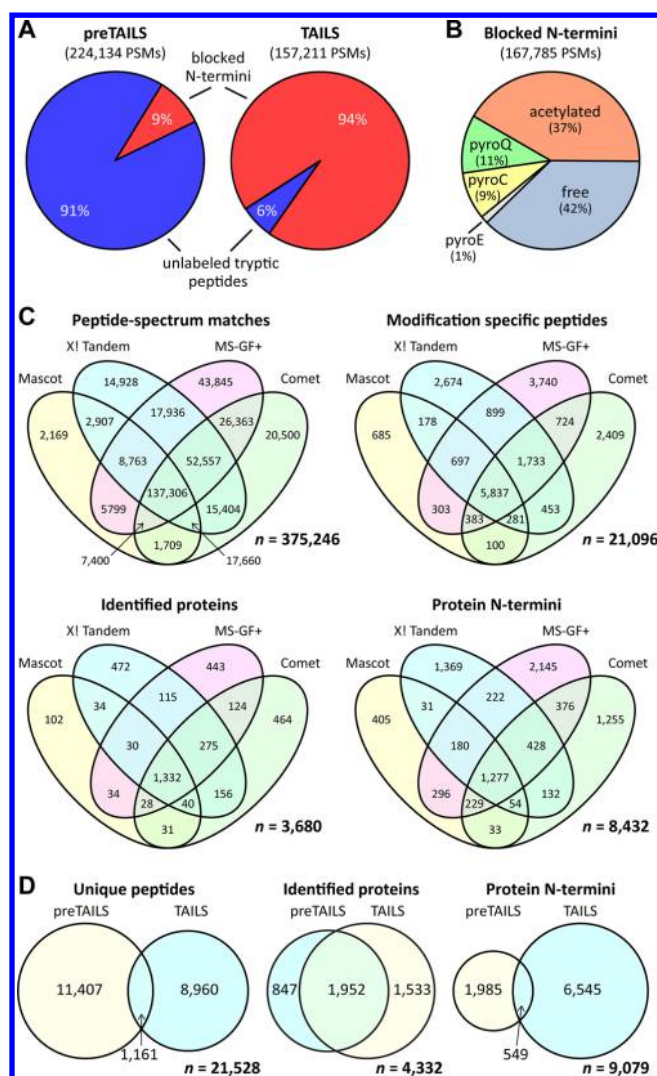 A
preTAILS
(224,134 PSMs)
TAILS
(157,211 PSMs)
B
Blocked N-termini
(167,785 PSMs)
blocked
N-termini
9%
94%
91%
6%
unlabeled tryptic
peptides
acetylated
(37%)
pyroQ
(11%)
pyroC
(9%)
free
(42%)
pyroE
(1%)
C
Peptide-spectrum matches
X! Tandem
MS-GF+
Mascot
Comet
14,928
43,845
2,907
17,936
26,363
2,169
20,500
8,763
52,557
137,306
5799
15,404
7,400
1,709
17,660
n = 375,246
Modification specific peptides
X! Tandem
MS-GF+
Mascot
Comet
2,674
3,740
178
899
724
685
2,409
697
1,733
5,837
303
453
383
281
100
n = 21,096
Identified proteins
X! Tandem
MS-GF+
Mascot
Comet
472
443
34
115
124
102
464
30
275
1,332
34
156
28
40
31
n = 3,680
Protein N-termini
X! Tandem
MS-GF+
Mascot
Comet
1,369
2,145
31
222
376
405
1,255
180
428
1,277
296
132
229
54
33
n = 8,432
D
Unique peptides
preTAILS
TAILS
11,407
8,960
1,161
n = 21,528
Identified proteins
preTAILS
TAILS
847
1,952
1,533
n = 4,332
Protein N-termini
preTAILS
TAILS
1,985
6,545
549
n = 9,079